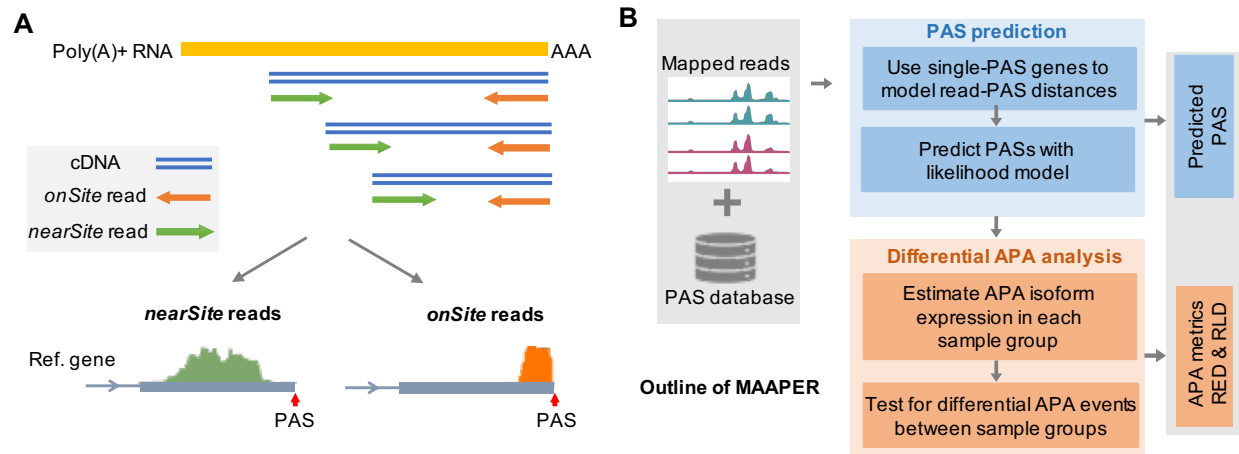 A
Poly(A)+ RNA
AAA
cDNA
onSite read
nearSite read
nearSite reads
onSite reads
Ref. gene
PAS
PAS
B
Mapped reads
PAS database
Outline of MAAPER
PAS prediction
Use single-PAS genes to
model read-PAS distances
Predict PASs with
likelihood model
Differential APA analysis
Estimate APA isoform
expression in each
sample group
Test for differential APA events
between sample groups
Predicted
PAS
APA metrics
RED & RLD